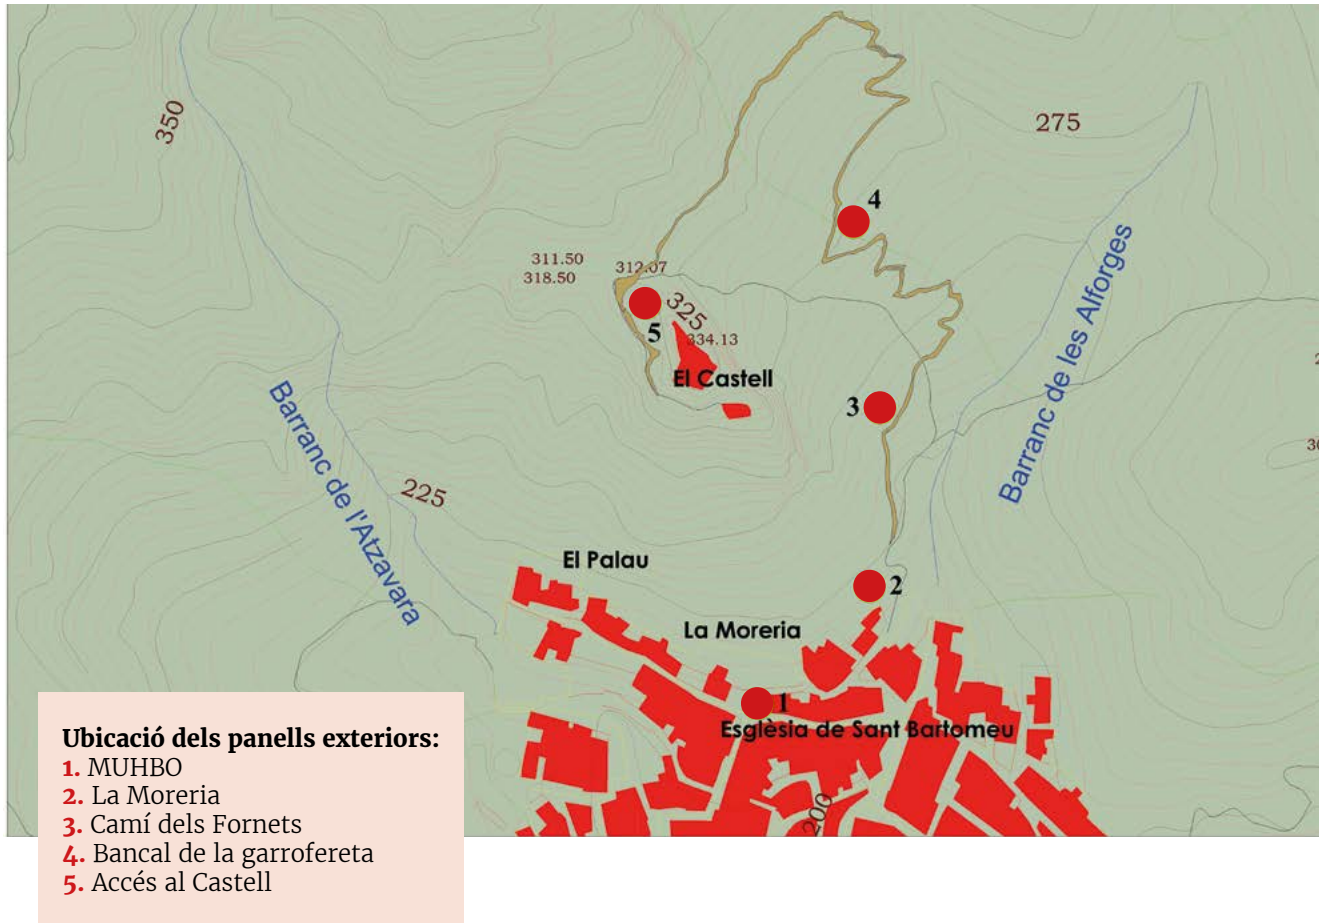 350
275
4
311.50
318.50
312.07
325
5
334.13
El Castell
3
Barranc de l'Atzavara
Barranc de les Alforges
225
El Palau
2
La Moreria
1
Esglèsia de Sant Bartomeu
200
Ubicació dels panells exteriors:
1. MUHBO
2. La Moreria
3. Camí dels Fornets
4. Bancal de la garrofereta
5. Accés al Castell